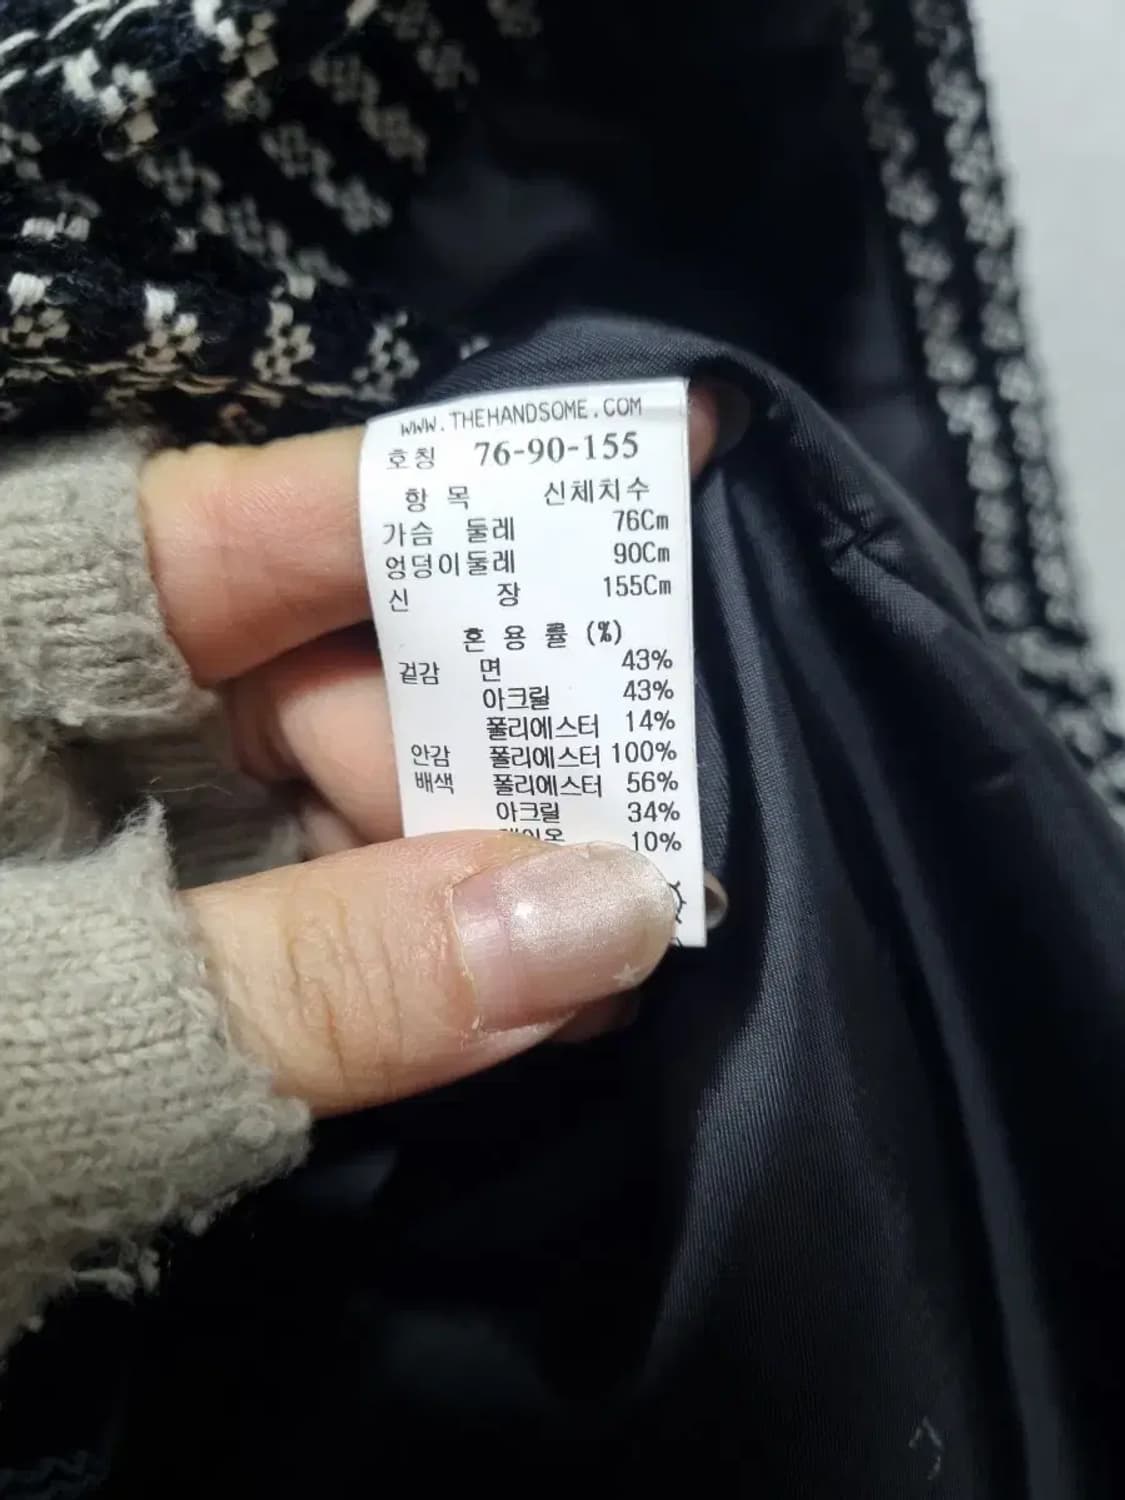 WWW.THEHANDSOME.COM
호칭 76-90-155
항 목 신체치수
가슴 둘레 76Cm
엉덩이둘레 90Cm
신 장 155Cm
혼 용 률 (%)
겉감 면 43%
아크릴 43%
폴리에스터 14%
안감 폴리에스터 100%
배색 폴리에스터 56%
아크릴 34%
10%